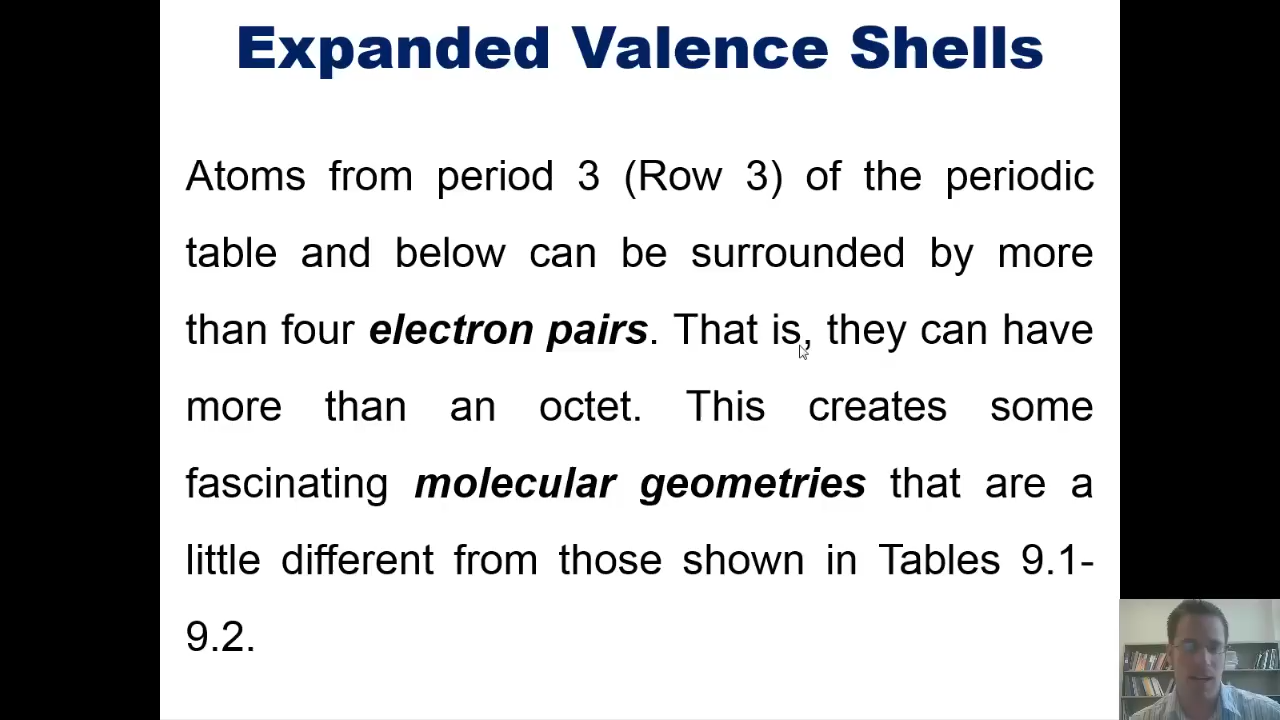 Expanded Valence Shells
Atoms from period 3 (Row 3) of the periodic
table and below can be surrounded by more
than four electron pairs. That is, they can have
more than an octet. This creates some
fascinating molecular geometries that are a
little different from those shown in Tables 9.1-
9.2.